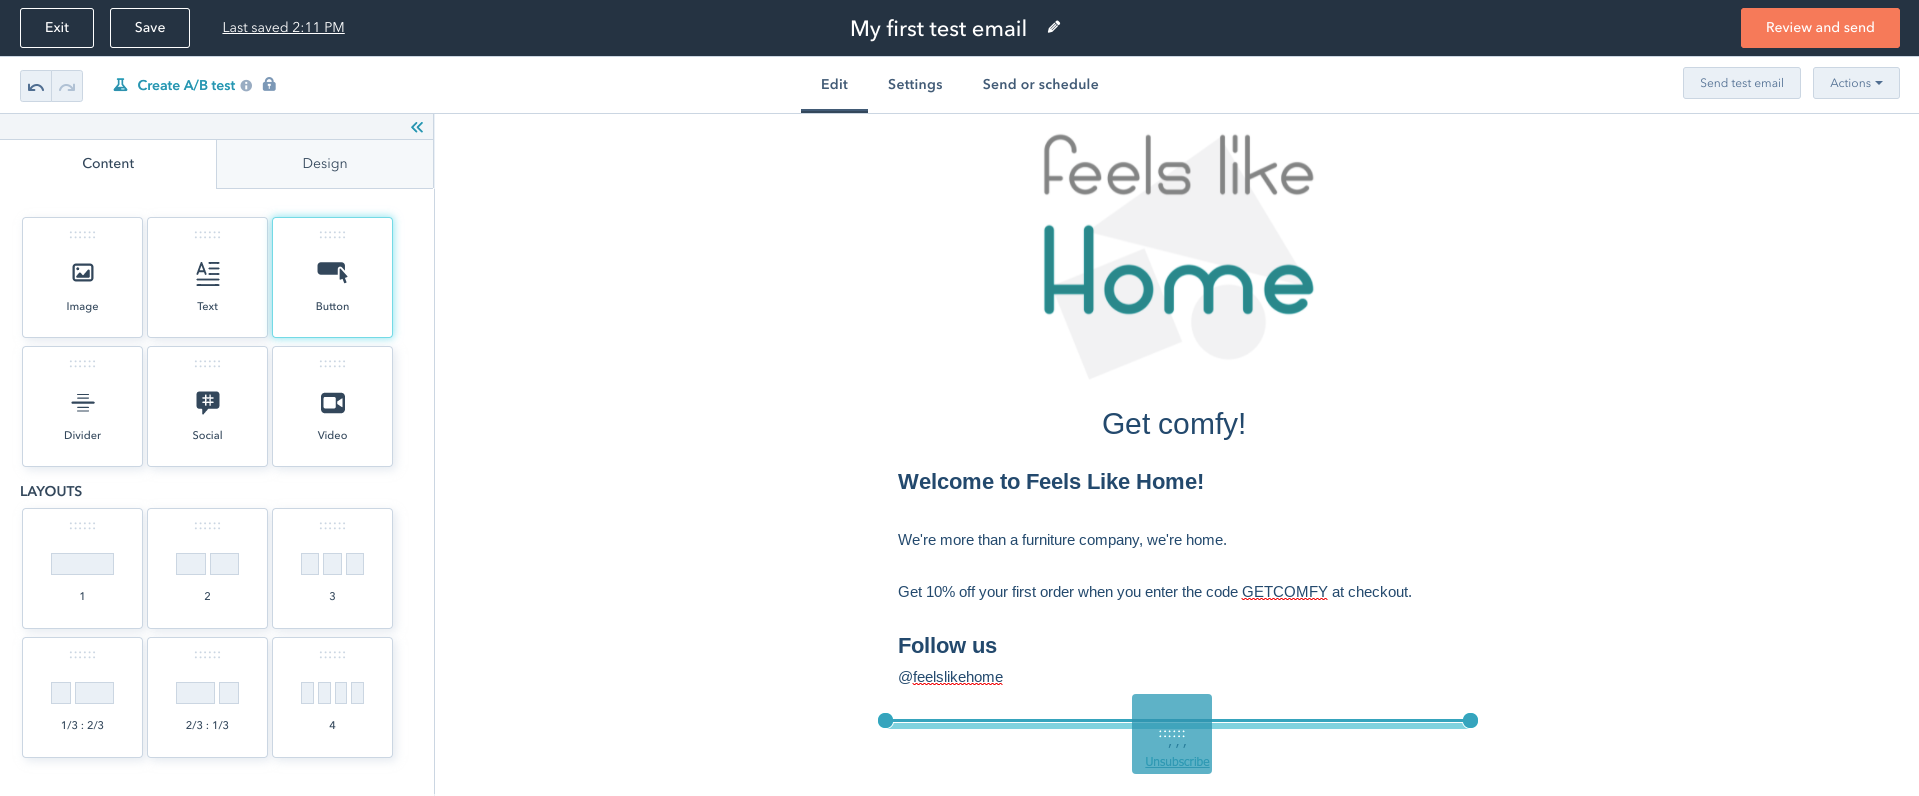 Exit
Save
Last saved 2:11 PM
My first test email
Review and send
Create A/B test
Edit
Settings
Send or schedule
Send test email
Actions
Content
Design
Image
Text
Button
Divider
Social
Video
LAYOUTS
1
2
3
1/3 : 2/3
2/3 : 1/3
4
feels like
Home
Get comfy!
Welcome to Feels Like Home!
We're more than a furniture company, we're home.
Get 10% off your first order when you enter the code GETCOMFY at checkout.
Follow us
@feelslikehome
, , ,
Unsubscribe